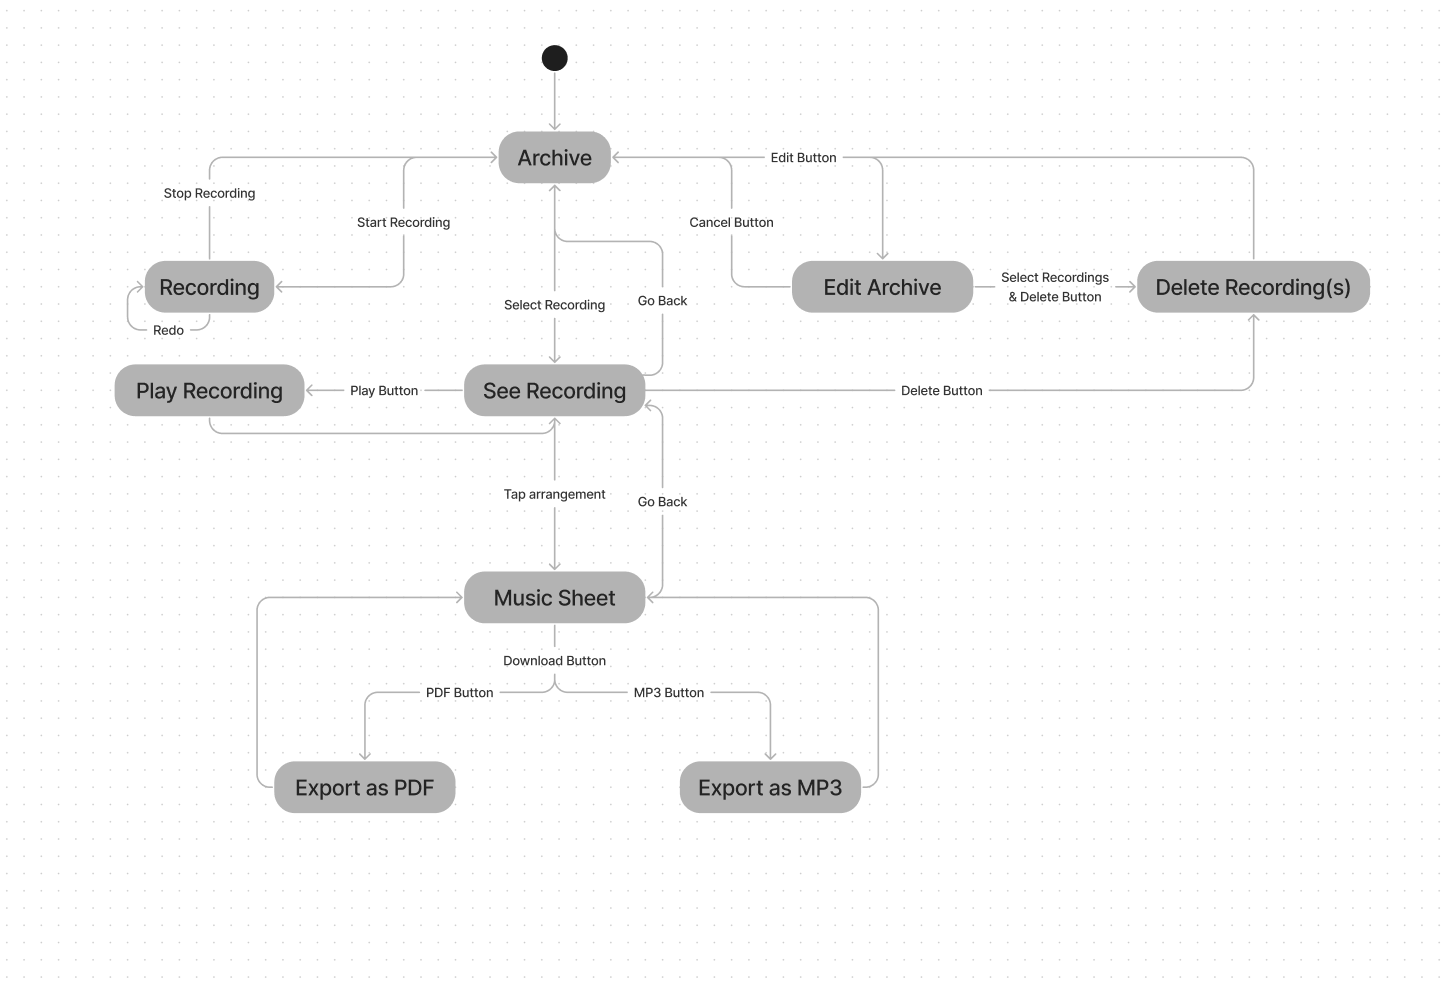 Archive
Edit Button
Stop Recording
Start Recording
Cancel Button
Recording
Edit Archive
Select Recordings
& Delete Button
Delete Recording(s)
Select Recording
Go Back
Redo
Play Recording
Play Button
See Recording
Delete Button
Tap arrangement
Go Back
Music Sheet
Download Button
PDF Button
MP3 Button
Export as PDF
Export as MP3